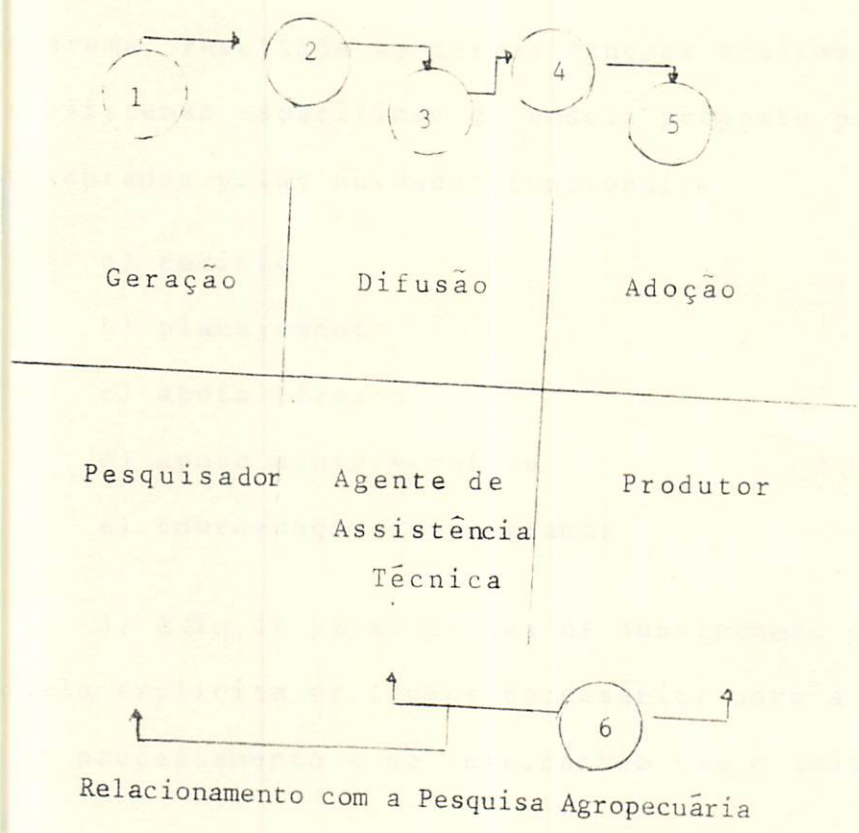 1
2
3
4
5
Geração Difusão Adoção
Pesquisador Agente de Produtor
Assistência
Técnica
6
Relacionamento com a Pesquisa Agropecuária